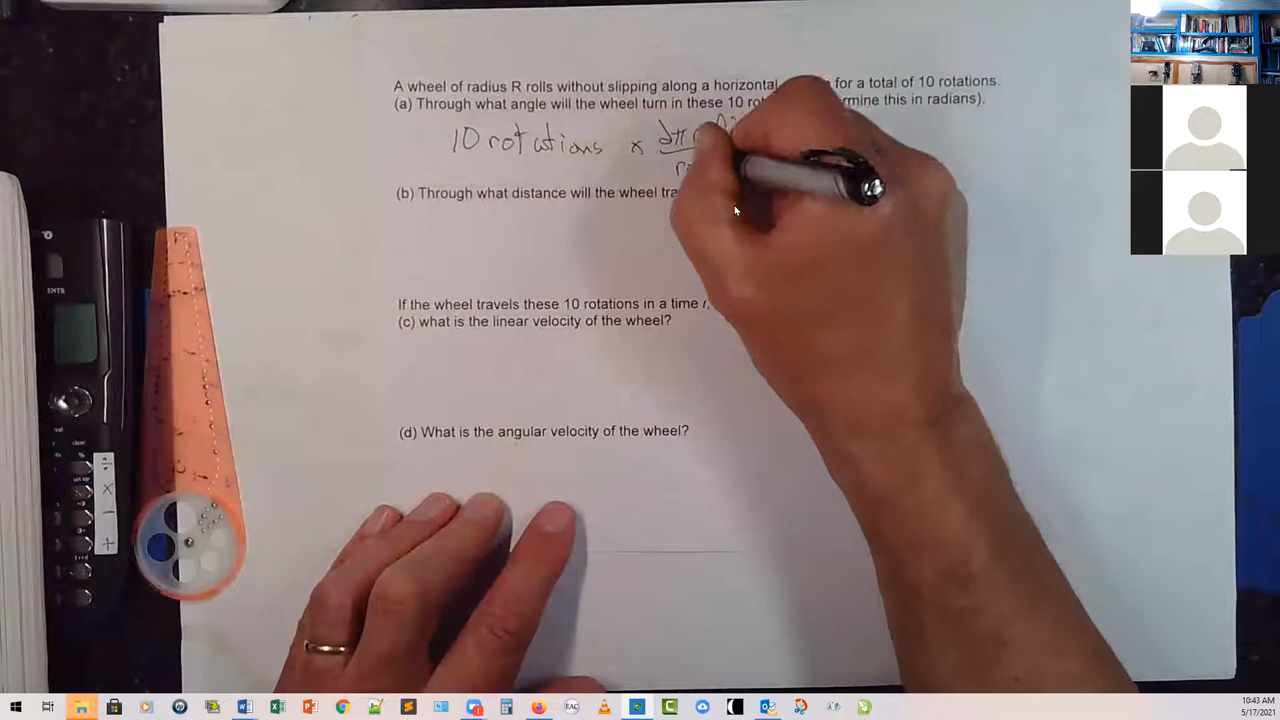 A wheel of radius R rolls without slipping along a horizontal for a total of 10 rotations.
(a) Through what angle will the wheel turn in these 10 (determine this in radians).
10 rotations × 2π
(b) Through what distance will the wheel
If the wheel travels these 10 rotations in a time t,
(c) what is the linear velocity of the wheel?
(d) What is the angular velocity of the wheel?
10:43 AM
5/17/2021